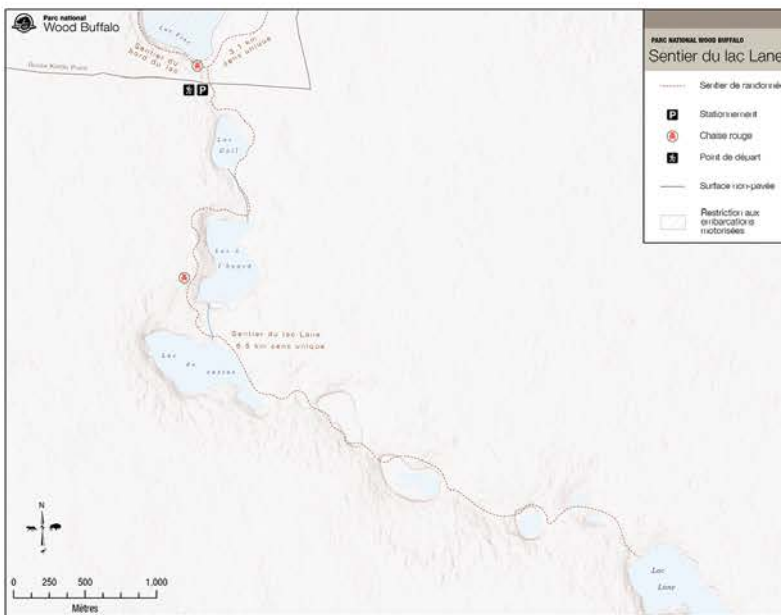 Parc national
Wood Buffalo
Lac Pine
Sentier du
bord du lac
3,1 km
sens unique
P
Lac
Lac-à
l'huard
Sentier du lac Lane
6.5 km sens unique
Lac
Lac
Lane
N
0 250 500 1,000
Mètres
PARC NATIONAL WOOD BUFFALO
Sentier du lac Lane
Sentier de randonnée
P
Stationnement
Chaise rouge
Point de départ
Surface non-pavée
Restriction aux
embarcations
motorisées